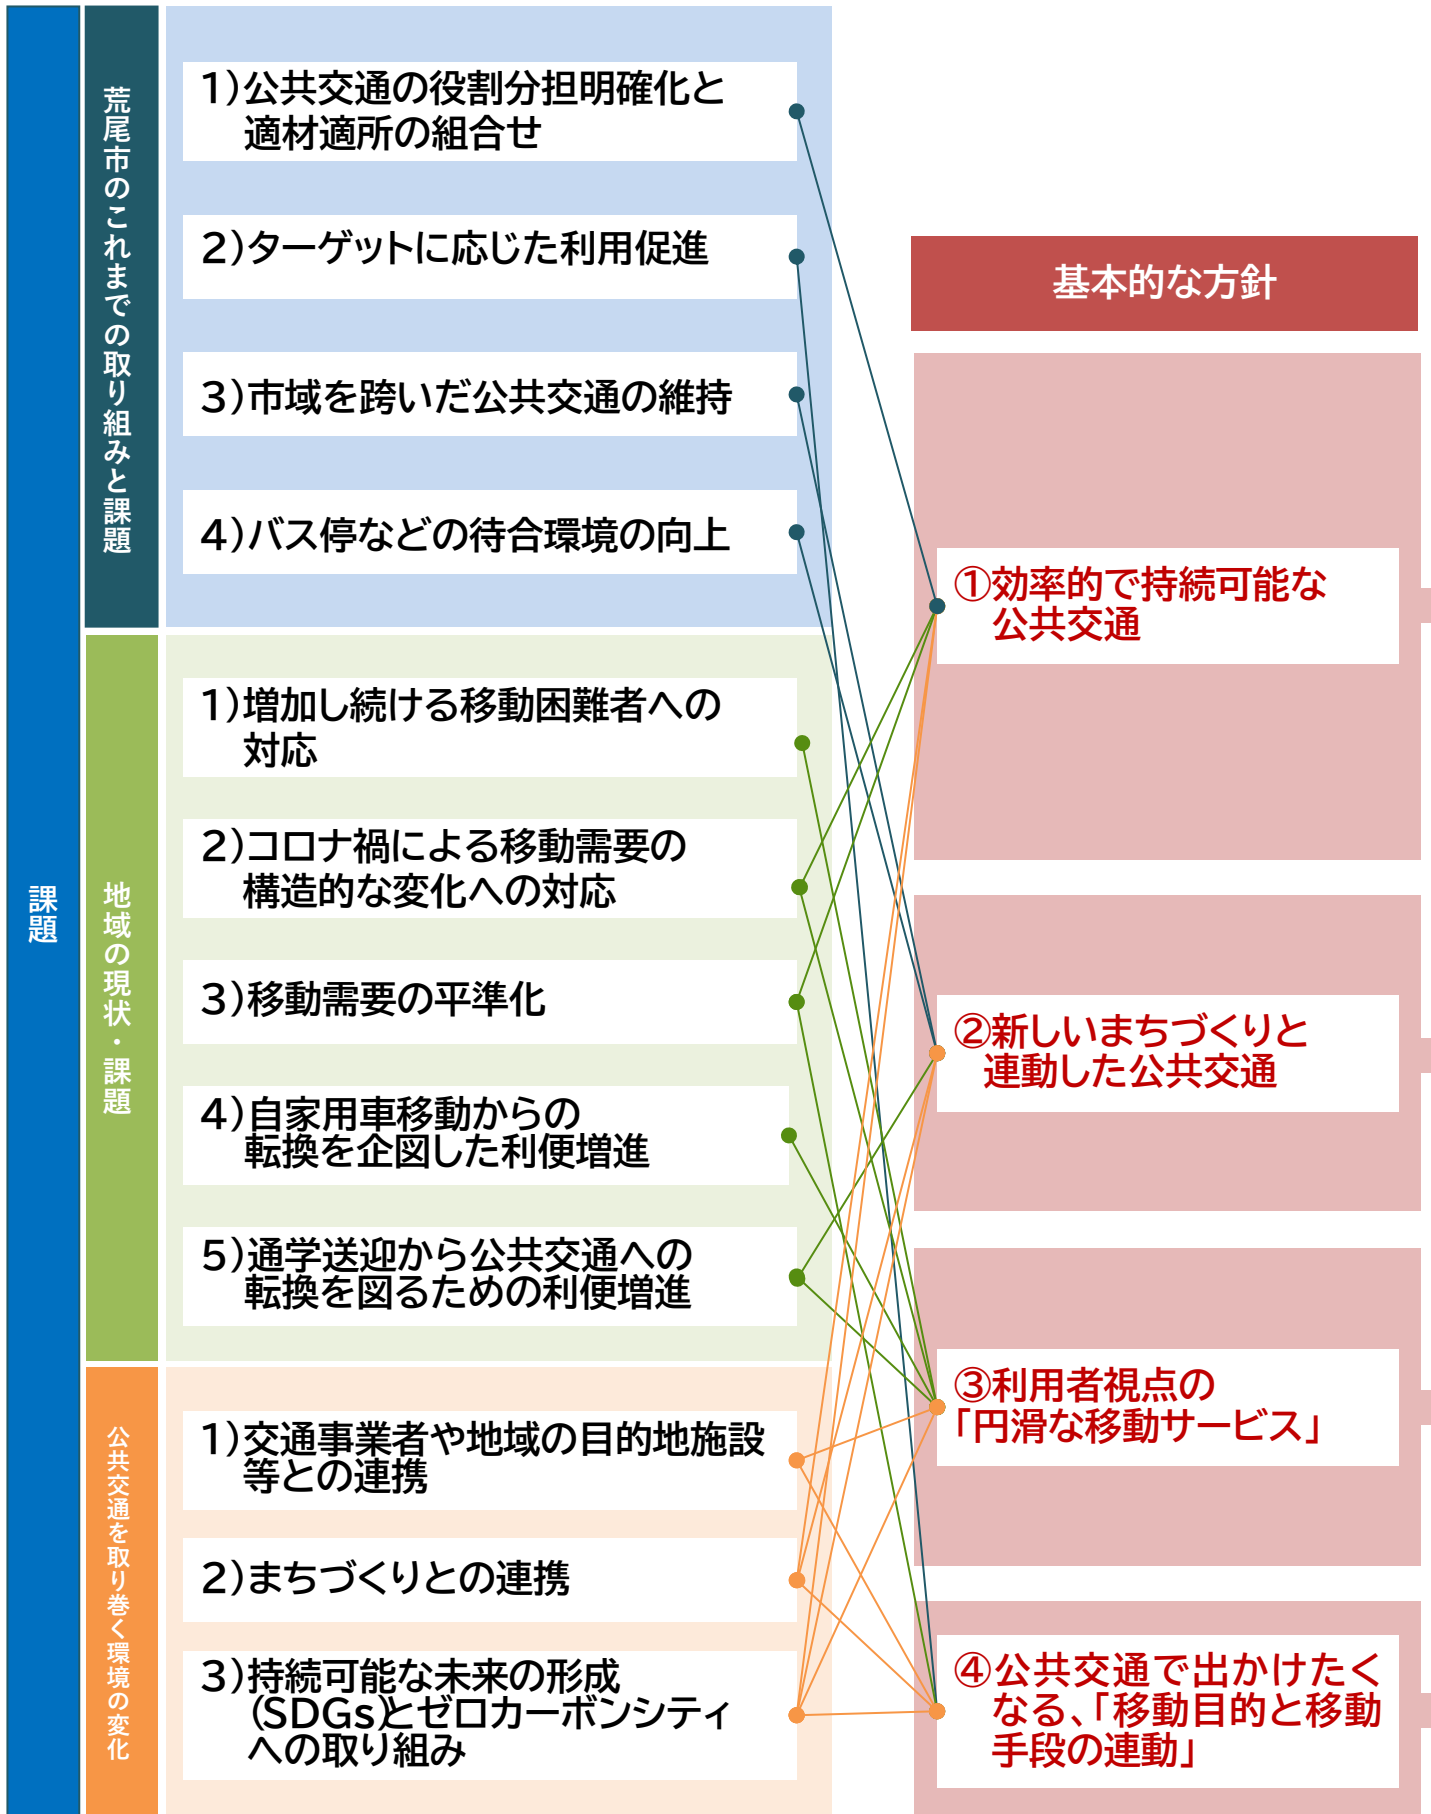 課題
荒尾市のこれまでの取り組みと課題
1)公共交通の役割分担明確化と
適材適所の組合せ
2)ターゲットに応じた利用促進
3)市域を跨いだ公共交通の維持
4)バス停などの待合環境の向上
地域の現状・課題
1)増加し続ける移動困難者への
対応
2)コロナ禍による移動需要の
構造的な変化への対応
3)移動需要の平準化
4)自家用車移動からの
転換を企図した利便増進
5)通学送迎から公共交通への
転換を図るための利便増進
公共交通を取り巻く環境の変化
1)交通事業者や地域の目的地施設
等との連携
2)まちづくりとの連携
3)持続可能な未来の形成
(SDGs)とゼロカーボンシティ
への取り組み
基本的な方針
①効率的で持続可能な
公共交通
②新しいまちづくりと
連動した公共交通
③利用者視点の
「円滑な移動サービス」
④公共交通で出かけたく
なる、「移動目的と移動
手段の連動」